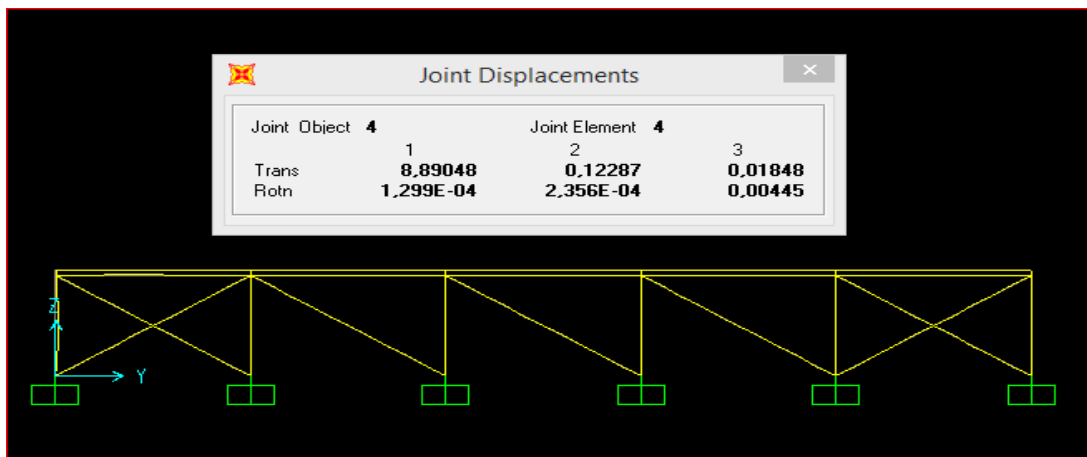 Joint Displacements
Joint Object 4 Joint Element 4
1 2 3
Trans 8,89048 0,12287 0,01848
Rotn 1,299E-04 2,356E-04 0,00445
Z
Y